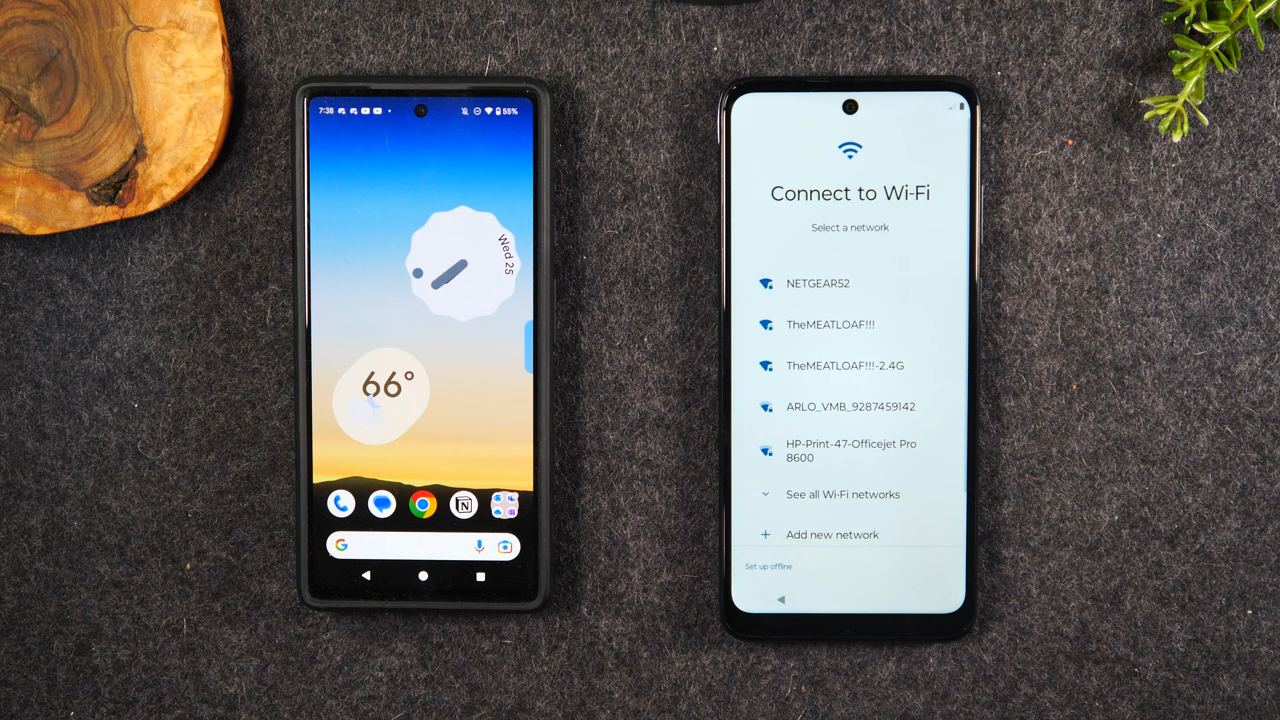 7:38
55%
Wed 25
66°
N
G
Connect to Wi-Fi
Select a network
NETGEAR52
TheMEATLOAF!!!
TheMEATLOAF!!!-2.4G
ARLO_VMB_9287459142
HP-Print-47-Officejet Pro
8600
See all Wi-Fi networks
Add new network
Set up offline